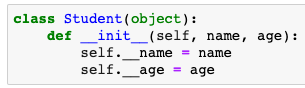 class Student(object):
    def __init__(self, name, age):
        self.__name = name
        self.__age = age